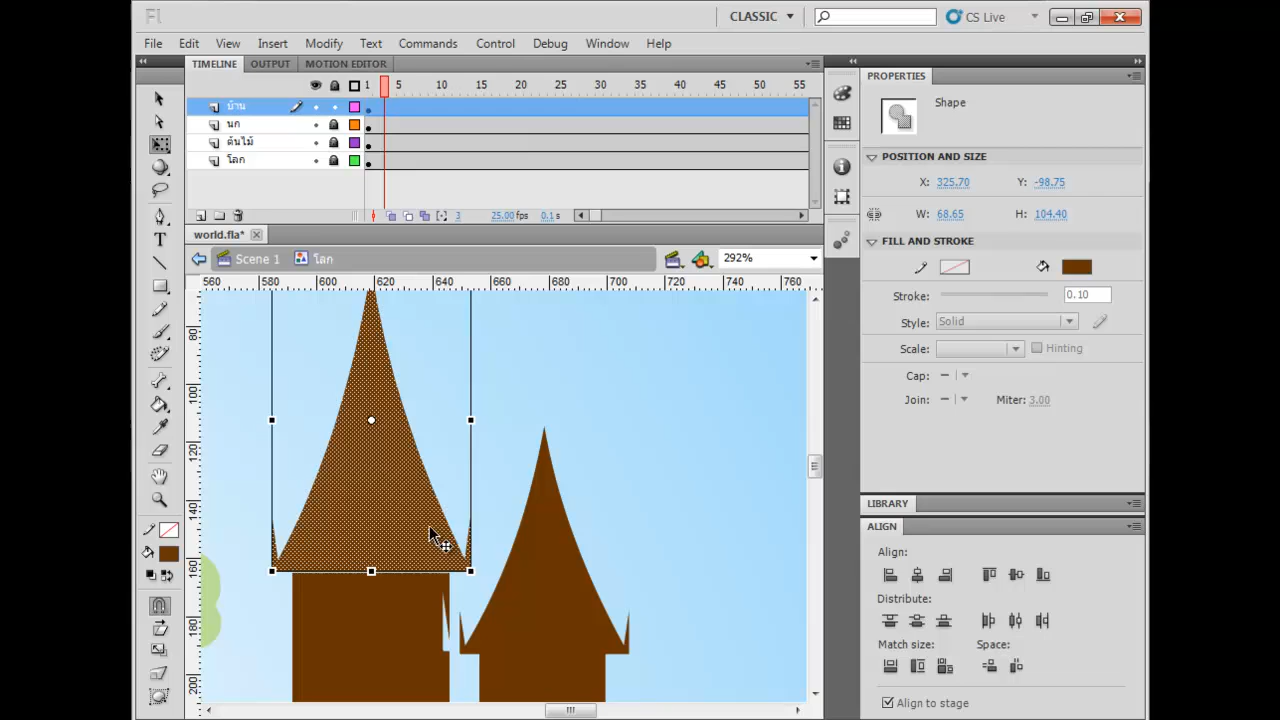 Fl
CLASSIC
CS Live
File Edit View Insert Modify Text Commands Control Debug Window Help
TIMELINE OUTPUT MOTION EDITOR
1 5 10 15 20 25 30 35 40 45 50 55
บ้าน
นก
ต้นไม้
โลก
3 25.00 fps 0.1 s
world.fla*
Scene 1 โลก 292%
560 580 600 620 640 660 680 700 720 740 760
80
100
120
140
160
180
200
PROPERTIES
Shape
POSITION AND SIZE
X: 325.70 Y: -98.75
W: 68.65 H: 104.40
FILL AND STROKE
Stroke: 0.10
Style: Solid
Scale: Hinting
Cap:
Join: Miter: 3.00
LIBRARY
ALIGN
Align:
Distribute:
Match size: Space:
Align to stage